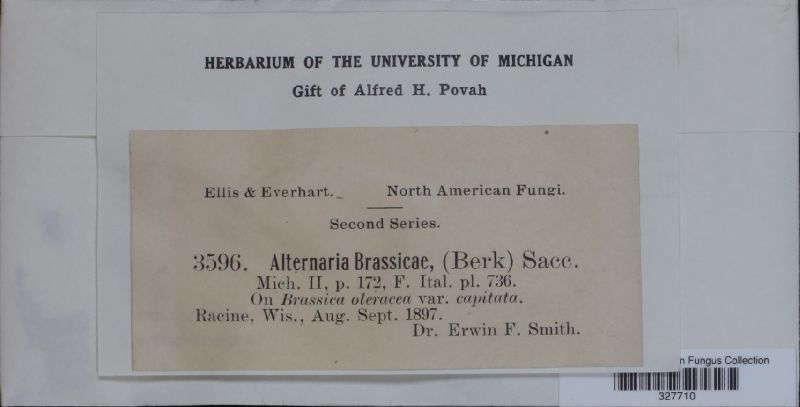 HERBARIUM OF THE UNIVERSITY OF MICHIGAN
Gift of Alfred H. Povah
Ellis & Everhart. North American Fungi.
Second Series.
3596. Alternaria Brassicae, (Berk) Sacc.
Mich. II, p. 172, F. Ital. pl. 736.
On Brassica oleracea var. capitata.
Racine, Wis., Aug. Sept. 1897.
Dr. Erwin F. Smith.
n Fungus Collection
327710